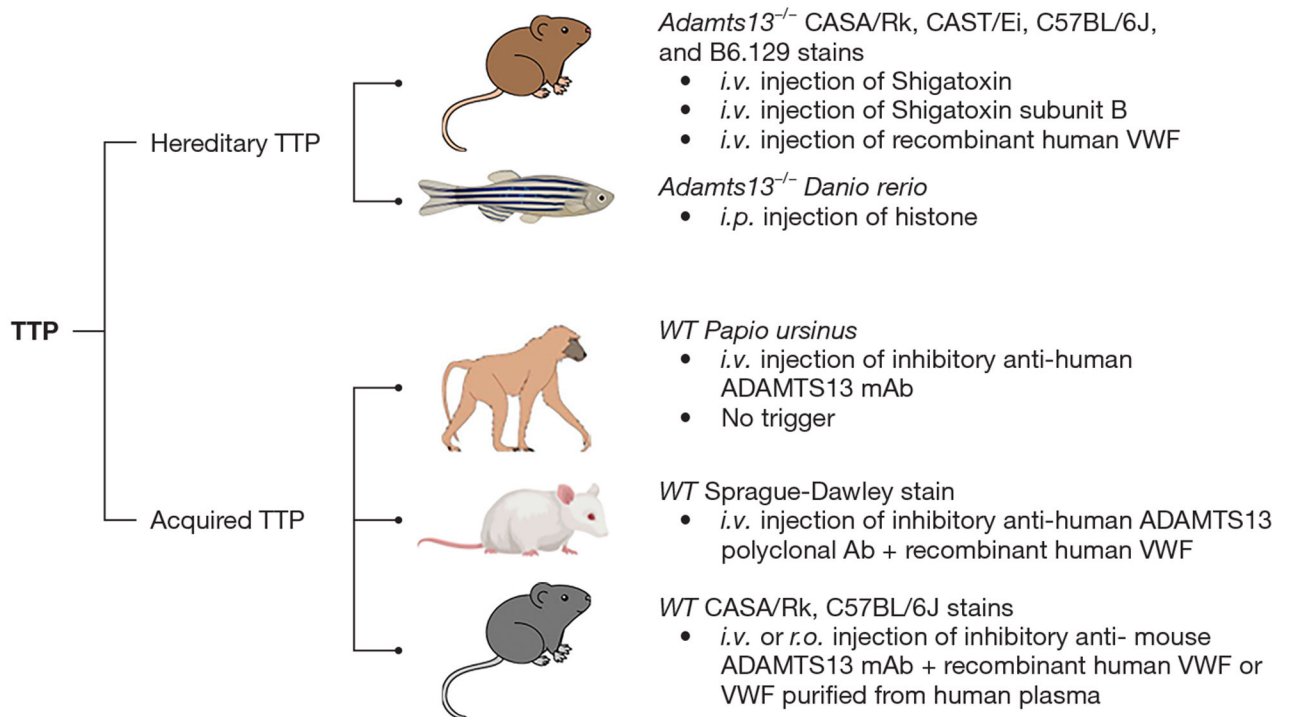 Adamts13⁻/⁻ CASA/Rk, CAST/Ei, C57BL/6J,
and B6.129 stains
• i.v. injection of Shigatoxin
• i.v. injection of Shigatoxin subunit B
• i.v. injection of recombinant human VWF
Hereditary TTP
Adamts13⁻/⁻ Danio rerio
• i.p. injection of histone
TTP
WT Papio ursinus
• i.v. injection of inhibitory anti-human
ADAMTS13 mAb
• No trigger
Acquired TTP
WT Sprague-Dawley stain
• i.v. injection of inhibitory anti-human ADAMTS13
polyclonal Ab + recombinant human VWF
WT CASA/Rk, C57BL/6J stains
• i.v. or r.o. injection of inhibitory anti- mouse
ADAMTS13 mAb + recombinant human VWF or
VWF purified from human plasma